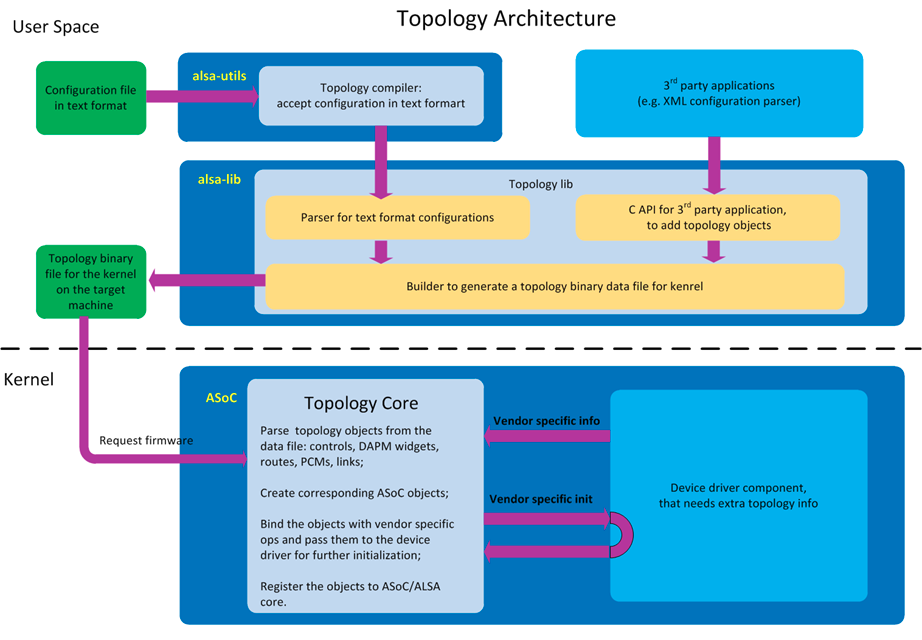 Topology Architecture
User Space
Configuration file
in text format
alsa-utils
Topology compiler:
accept configuration in text formart
3rd party applications
(e.g. XML configuration parser)
alsa-lib
Topology lib
Parser for text format configurations
C API for 3rd party application,
to add topology objects
Topology binary
file for the kernel
on the target
machine
Builder to generate a topology binary data file for kenrel
Kernel
ASoC
Topology Core
Parse topology objects from the
data file: controls, DAPM widgets,
routes, PCMs, links;
Create corresponding ASoC objects;
Bind the objects with vendor specific
ops and pass them to the device
driver for further initialization;
Register the objects to ASoC/ALSA
core.
Request firmware
Vendor specific info
Vendor specific init
Device driver component,
that needs extra topology info